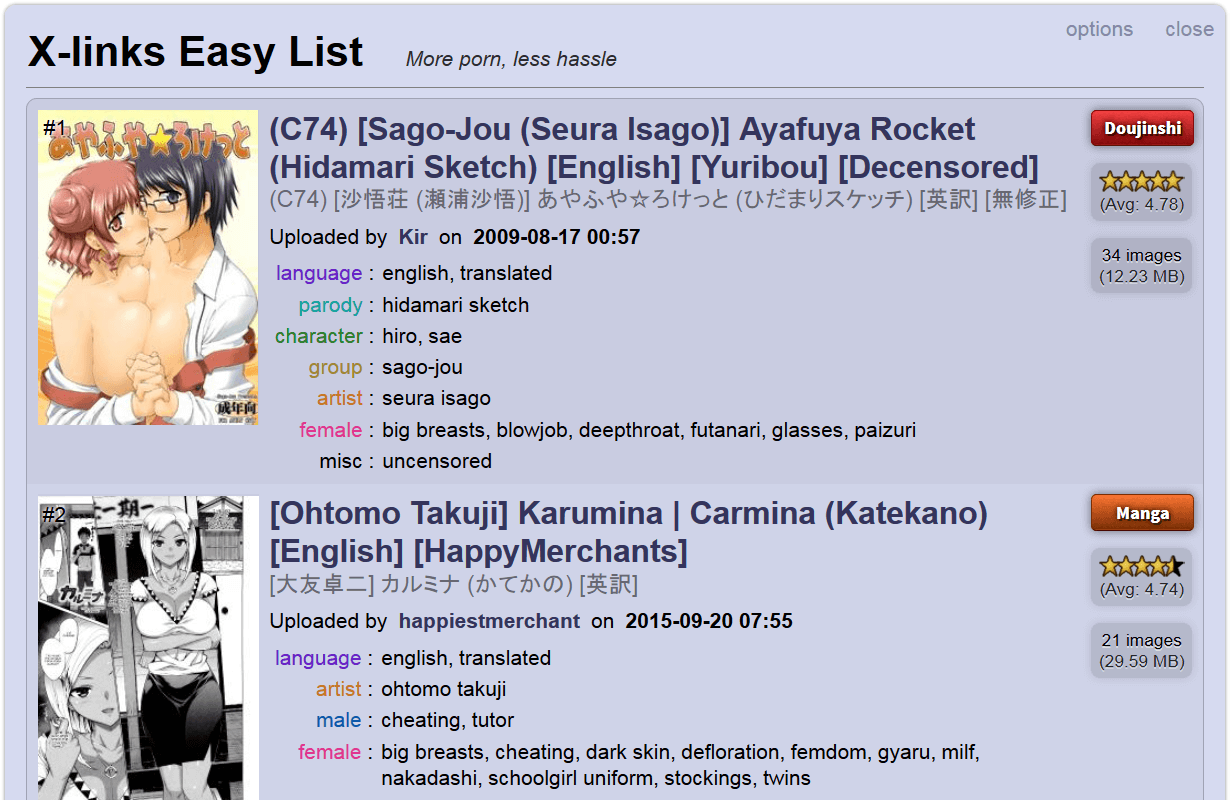 options close
X-links Easy List More porn, less hassle
#1
あやふや☆ろけっと
成年向
(C74) [Sago-Jou (Seura Isago)] Ayafuya Rocket
(Hidamari Sketch) [English] [Yuribou] [Decensored]
(C74) [沙悟荘 (瀬浦沙悟)] あやふや☆ろけっと (ひだまりスケッチ) [英訳] [無修正]
Uploaded by Kir on 2009-08-17 00:57
language : english, translated
parody : hidamari sketch
character : hiro, sae
group : sago-jou
artist : seura isago
female : big breasts, blowjob, deepthroat, futanari, glasses, paizuri
misc : uncensored
Doujinshi
(Avg: 4.78)
34 images
(12.23 MB)
#2
カルミナ
[Ohtomo Takuji] Karumina | Carmina (Katekano)
[English] [HappyMerchants]
[大友卓二] カルミナ (かてかの) [英訳]
Uploaded by happiestmerchant on 2015-09-20 07:55
language : english, translated
artist : ohtomo takuji
male : cheating, tutor
female : big breasts, cheating, dark skin, defloration, femdom, gyaru, milf,
nakadashi, schoolgirl uniform, stockings, twins
Manga
(Avg: 4.74)
21 images
(29.59 MB)